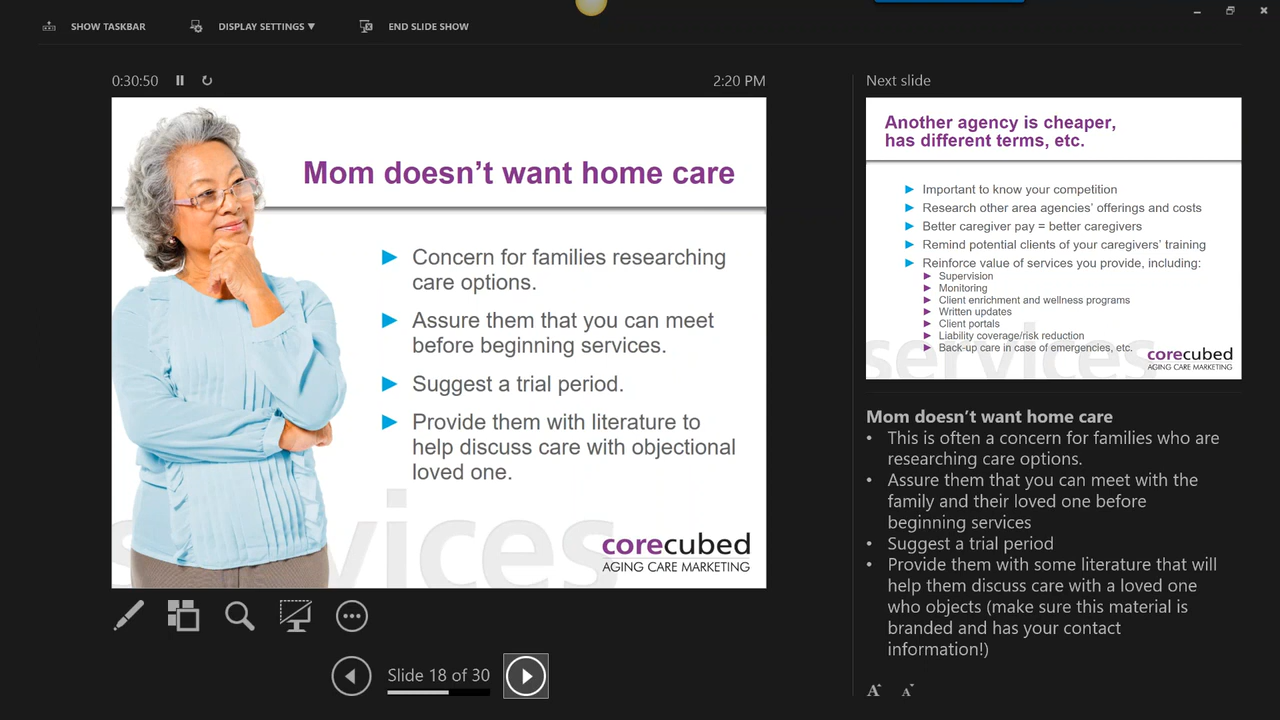 SHOW TASKBAR
DISPLAY SETTINGS ▼
END SLIDE SHOW
0:30:50
2:20 PM
Mom doesn't want home care
► Concern for families researching
care options.
► Assure them that you can meet
before beginning services.
► Suggest a trial period.
► Provide them with literature to
help discuss care with objectional
loved one.
services
corecubed
AGING CARE MARKETING
Slide 18 of 30
Next slide
Another agency is cheaper,
has different terms, etc.
► Important to know your competition
► Research other area agencies' offerings and costs
► Better caregiver pay = better caregivers
► Remind potential clients of your caregivers' training
► Reinforce value of services you provide, including:
► Supervision
► Monitoring
► Client enrichment and wellness programs
► Written updates
► Client portals
► Liability coverage/risk reduction
► Back-up care in case of emergencies, etc.
services
corecubed
AGING CARE MARKETING
Mom doesn't want home care
• This is often a concern for families who are
researching care options.
• Assure them that you can meet with the
family and their loved one before
beginning services
• Suggest a trial period
• Provide them with some literature that will
help them discuss care with a loved one
who objects (make sure this material is
branded and has your contact
information!)
A A